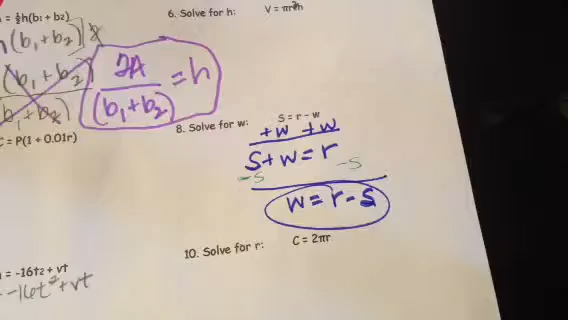 = ½h(b₁ + b₂)
6. Solve for h: V = πr²h
h(b₁+b₂)
(b₁+b₂)
b₁+b₂
2A/(b₁+b₂) = h
C = P(1 + 0.01r)
8. Solve for w: S = r - w
+w +w
S+w=r
-s -s
w=r-s
10. Solve for r: C = 2πr
= -16t2 + vt
-16t²+vt